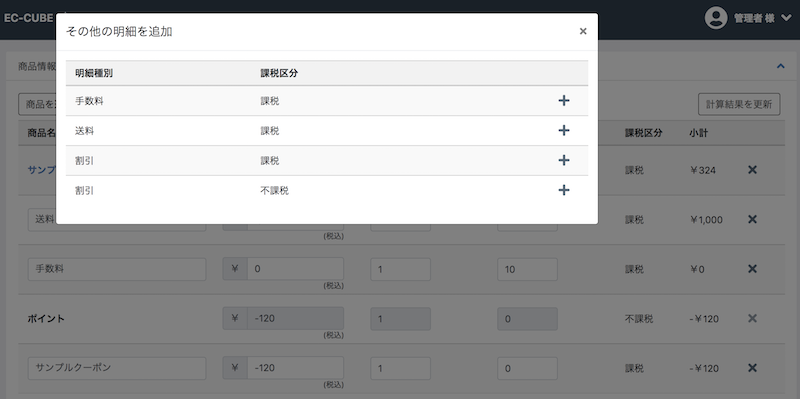 EC-CUBE
管理者 様
その他の明細を追加 ×
商品情報
明細種別 課税区分
手数料 課税
商品を 計算結果を更新
送料 課税
商品名 課税区分 小計
割引 課税
サンプ 課税 ¥324
割引 不課税
送料 課税 ¥1,000
(税込)
手数料 ¥ 0 1 10 課税 ¥0
(税込)
ポイント ¥ -120 1 0 不課税 -¥120
(税込)
サンプルクーポン ¥ -120 1 0 課税 -¥120
(税込)